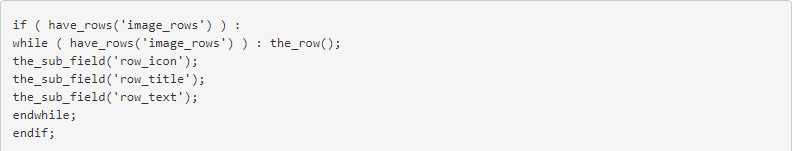 if ( have_rows('image_rows') ) :
while ( have_rows('image_rows') ) : the_row();
the_sub_field('row_icon');
the_sub_field('row_title');
the_sub_field('row_text');
endwhile;
endif;